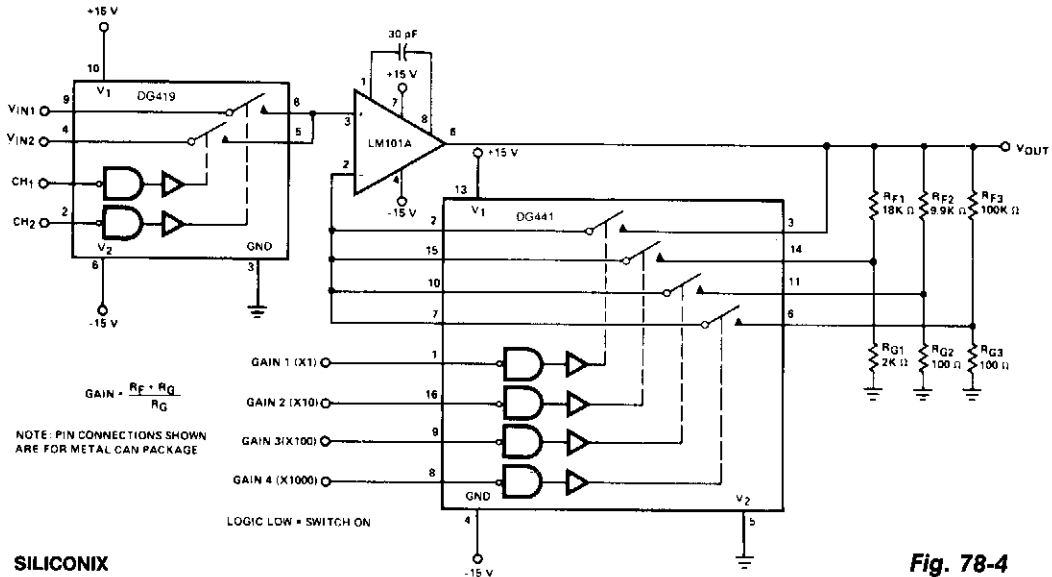 +15 V
30 pF
10
V1
DG419
1
+15 V
7
8
VIN1
9
8
3
+
LM101A
6
VIN2
4
5
2
−
4
-15 V
+15 V
VOUT
CH1
CH2
2
V2
GND
6
3
-15 V
13
V1
DG441
2
3
15
14
10
11
7
6
RF1
18K Ω
RF2
9.9K Ω
RF3
100K Ω
RG1
2K Ω
RG2
100 Ω
RG3
100 Ω
GAIN 1 (X1)
1
GAIN 2 (X10)
16
GAIN 3(X100)
9
GAIN 4 (X1000)
8
GND
4
V2
5
-15 V
GAIN = RF + RG
RG
NOTE: PIN CONNECTIONS SHOWN
ARE FOR METAL CAN PACKAGE
LOGIC LOW = SWITCH ON
SILICONIX
Fig. 78-4